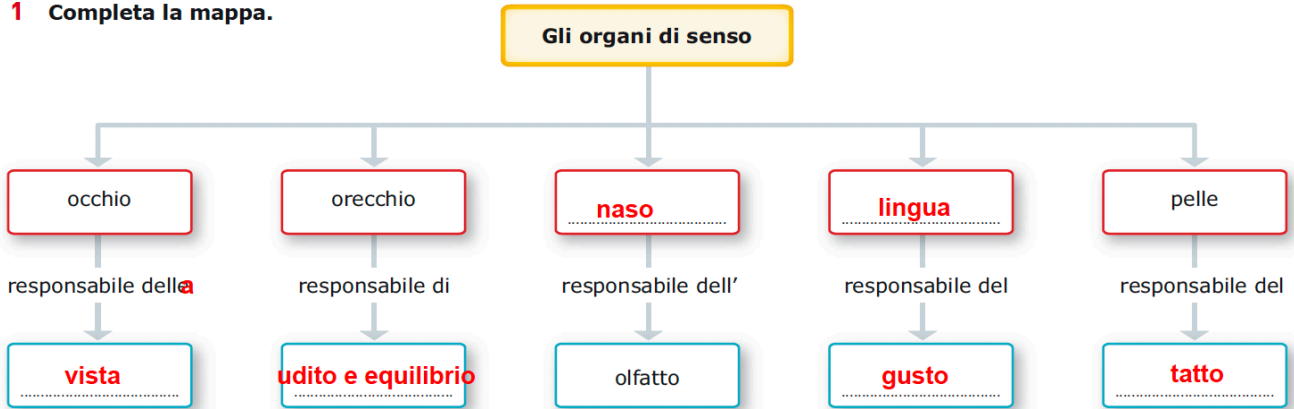 1 Completa la mappa.
Gli organi di senso
occhio orecchio naso lingua pelle
responsabile della responsabile di responsabile dell’ responsabile del responsabile del
vista udito e equilibrio olfatto gusto tatto